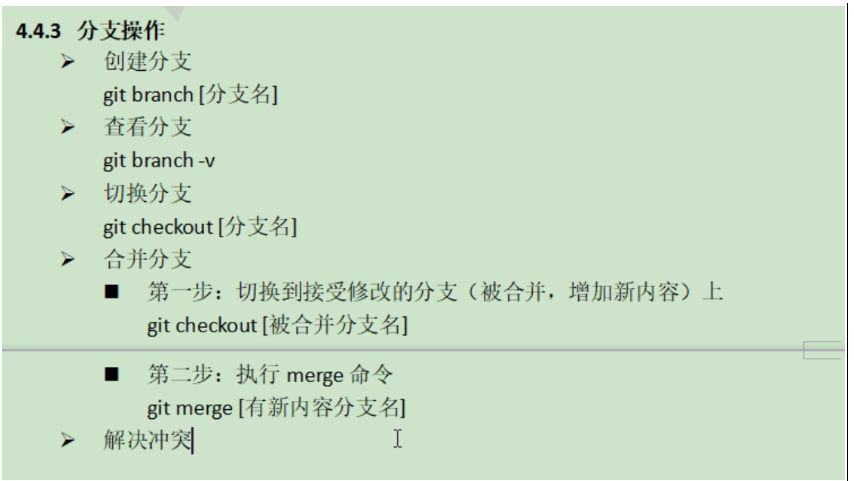 4.4.3 分支操作
创建分支
git branch [分支名]
查看分支
git branch -v
切换分支
git checkout [分支名]
合并分支
第一步：切换到接受修改的分支（被合并，增加新内容）上
git checkout [被合并分支名]
第二步：执行 merge 命令
git merge [有新内容分支名]
解决冲突